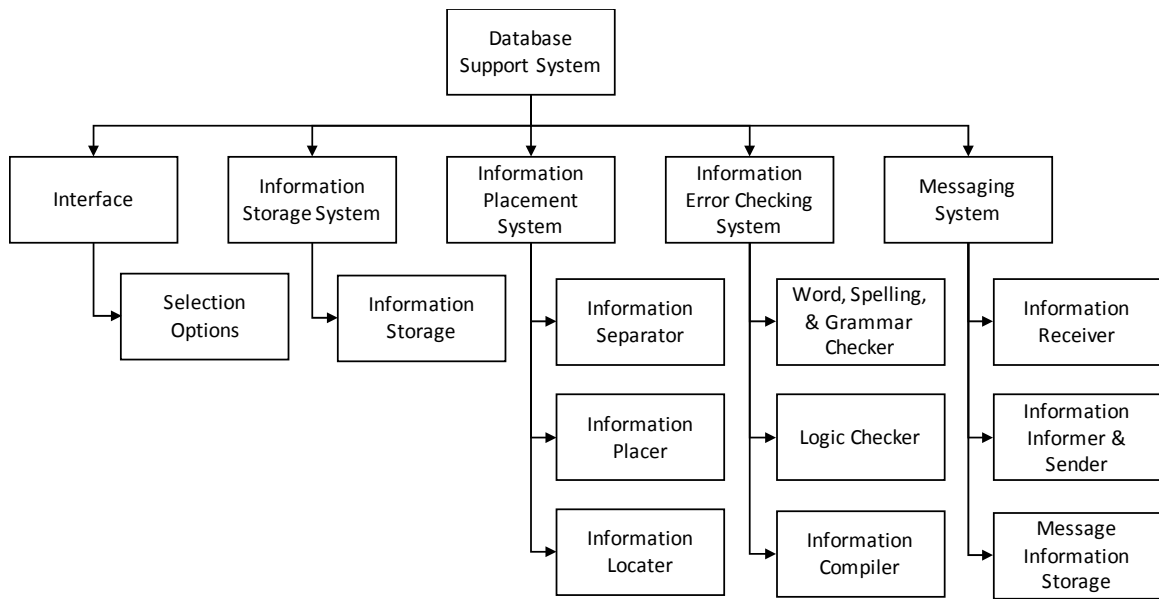 Database
Support System
Interface
Information
Storage System
Information
Placement
System
Information
Error Checking
System
Messaging
System
Selection
Options
Information
Storage
Information
Separator
Word, Spelling,
& Grammar
Checker
Information
Receiver
Information
Placer
Logic Checker
Information
Informer &
Sender
Information
Locater
Information
Compiler
Message
Information
Storage